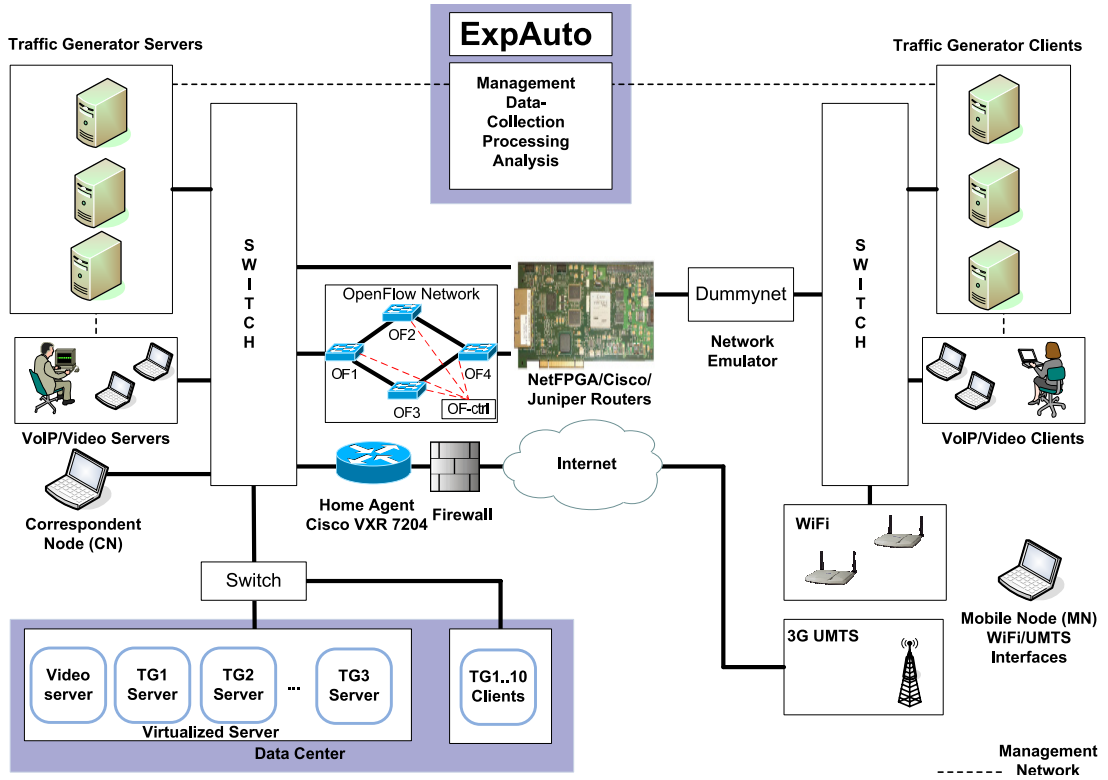 ExpAuto
Traffic Generator Servers
Traffic Generator Clients
Management
Data-
Collection
Processing
Analysis
S
W
I
T
C
H
S
W
I
T
C
H
OpenFlow Network
OF2
OF1
OF4
OF3
OF-ctrl
Dummynet
Network
Emulator
NetFPGA/Cisco/
Juniper Routers
VoIP/Video Servers
VoIP/Video Clients
Internet
Home Agent
Cisco VXR 7204
Firewall
Correspondent
Node (CN)
WiFi
Switch
Mobile Node (MN)
WiFi/UMTS
Interfaces
3G UMTS
Video
server
TG1
Server
TG2
Server
...
TG3
Server
TG1..10
Clients
Virtualized Server
Data Center
Management
Network